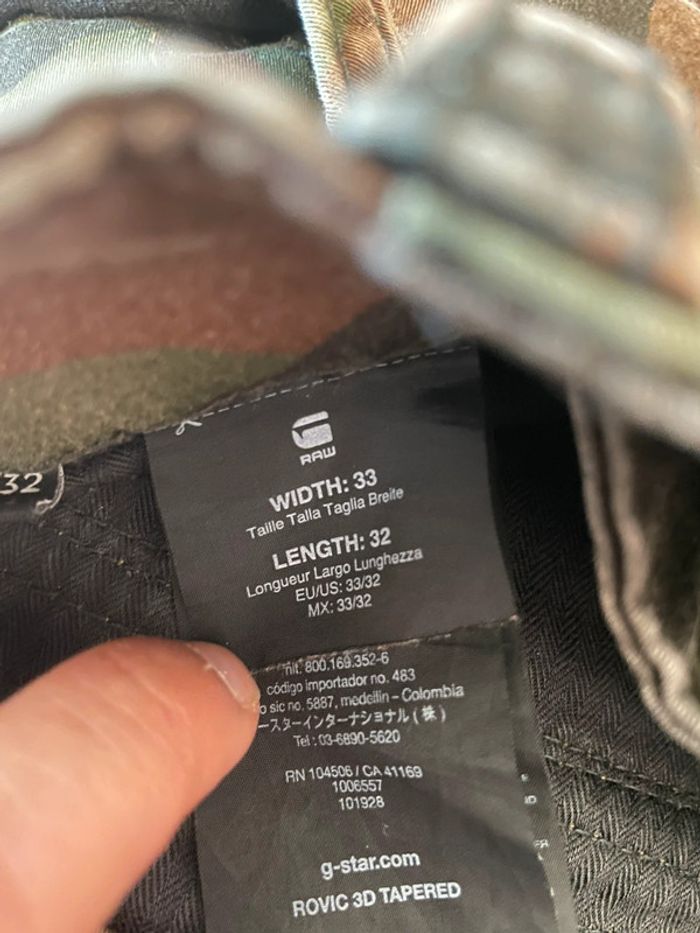 32
RAW
WIDTH: 33
Taille Talla Taglia Breite
LENGTH: 32
Longueur Largo Lunghezza
EU/US: 33/32
MX: 33/32
nit. 800.169.352-6
código importador no. 463
sic no. 5887, medellin – Colombia
ースターインターナショナル(株)
Tel : 03-6890-5620
RN 104506 / CA 41169
1006557
101928
g-star.com
ROVIC 3D TAPERED